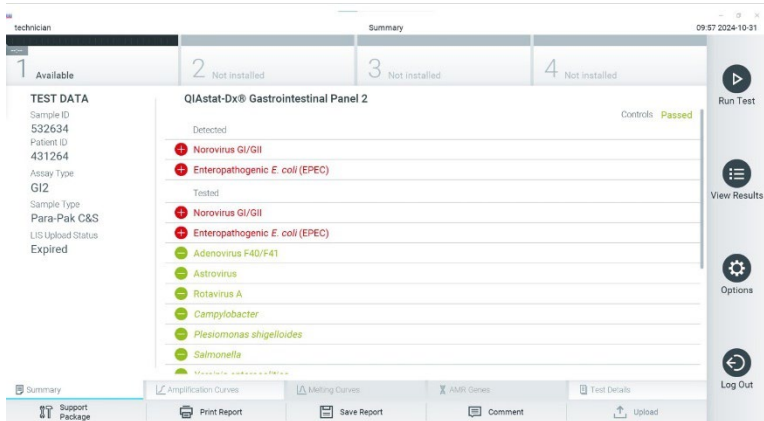 technician
Summary
09:57 2024-10-31
1 Available
2 Not installed
3 Not installed
4 Not installed
Run Test
TEST DATA
Sample ID
532634
Patient ID
431264
Assay Type
GI2
Sample Type
Para-Pak C&S
LIS Upload Status
Expired
QIAstat-Dx® Gastrointestinal Panel 2
Controls Passed
Detected
Norovirus GI/GII
Enteropathogenic E. coli (EPEC)
Tested
Norovirus GI/GII
Enteropathogenic E. coli (EPEC)
Adenovirus F40/F41
Astrovirus
Rotavirus A
Campylobacter
Plesiomonas shigelloides
Salmonella
View Results
Options
Log Out
Summary
Amplification Curves
Melting Curves
AMR Genes
Test Details
Support
Package
Print Report
Save Report
Comment
Upload